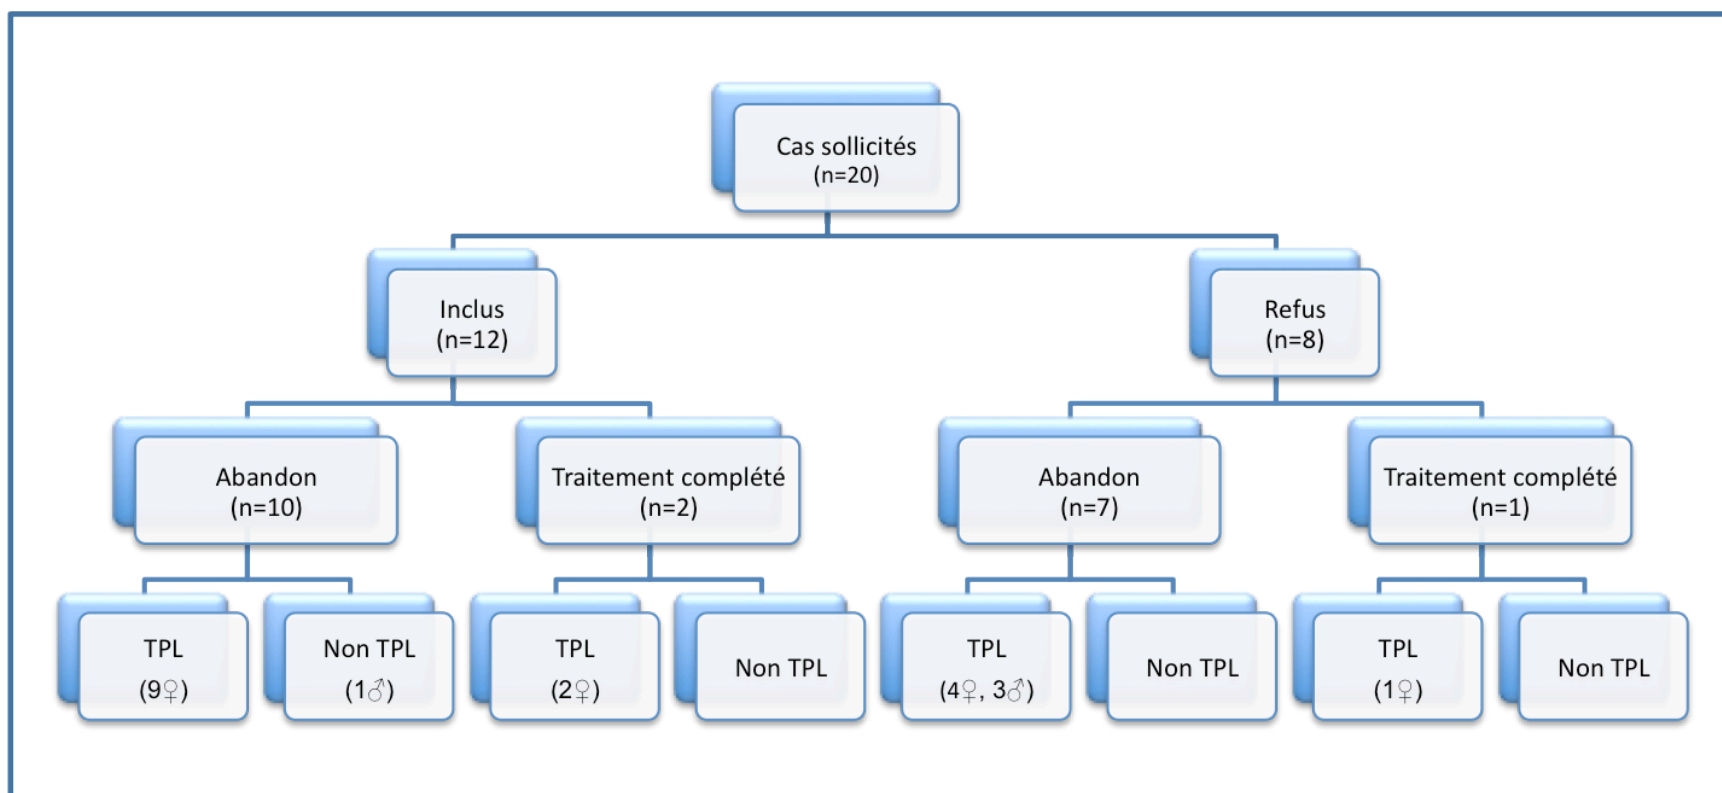 Cas sollicités
(n=20)
Inclus
(n=12)
Refus
(n=8)
Abandon
(n=10)
Traitement complété
(n=2)
Abandon
(n=7)
Traitement complété
(n=1)
TPL
(9♀)
Non TPL
(1♂)
TPL
(2♀)
Non TPL
TPL
(4♀, 3♂)
Non TPL
TPL
(1♀)
Non TPL